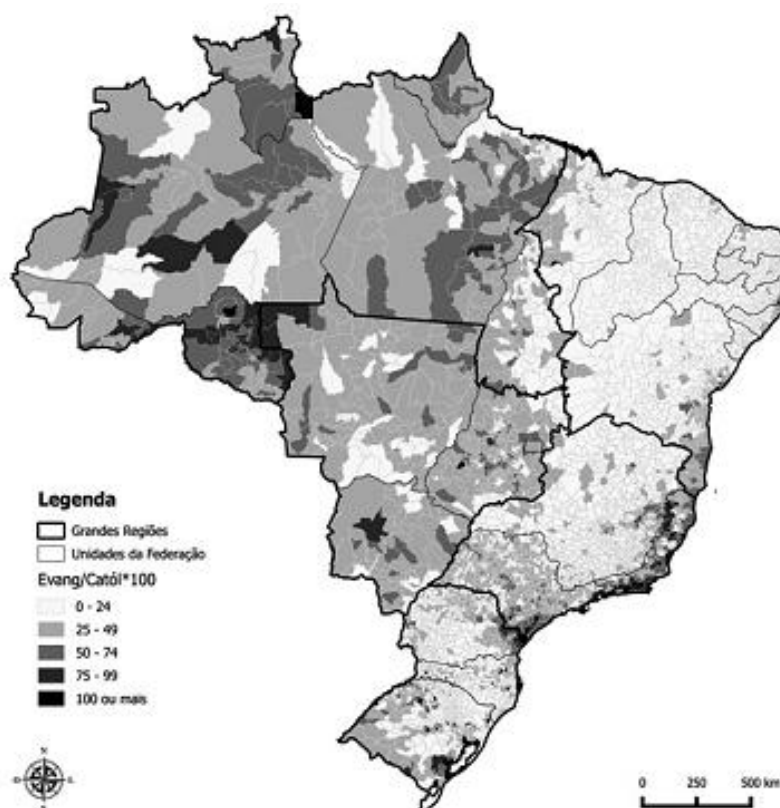 Legenda
Grandes Regiões
Unidades da Federação
Evang/Catól*100
0 - 24
25 - 49
50 - 74
75 - 99
100 ou mais
N
0 250 500 km